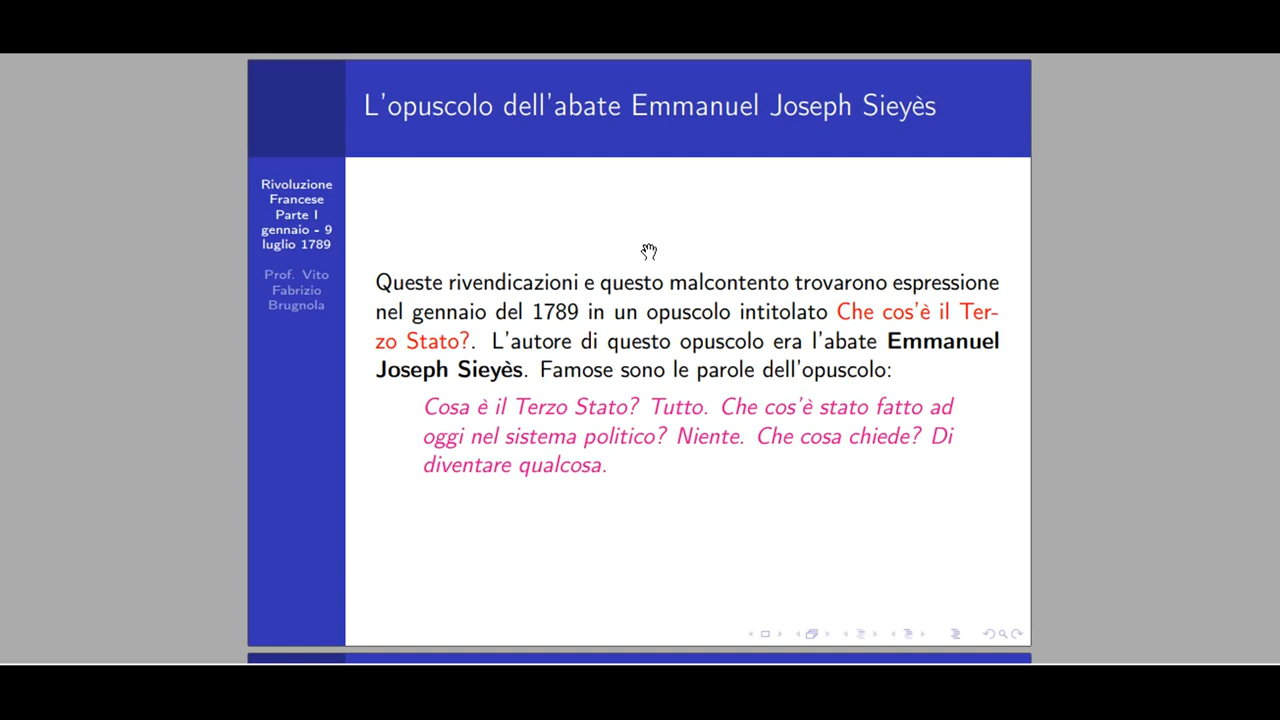 L'opuscolo dell'abate Emmanuel Joseph Sieyès
Rivoluzione
Francese
Parte I
gennaio - 9
luglio 1789
Prof. Vito
Fabrizio
Brugnola
Queste rivendicazioni e questo malcontento trovarono espressione
nel gennaio del 1789 in un opuscolo intitolato Che cos'è il Ter-
zo Stato?. L'autore di questo opuscolo era l'abate Emmanuel
Joseph Sieyès. Famose sono le parole dell'opuscolo:
Cosa è il Terzo Stato? Tutto. Che cos'è stato fatto ad
oggi nel sistema politico? Niente. Che cosa chiede? Di
diventare qualcosa.